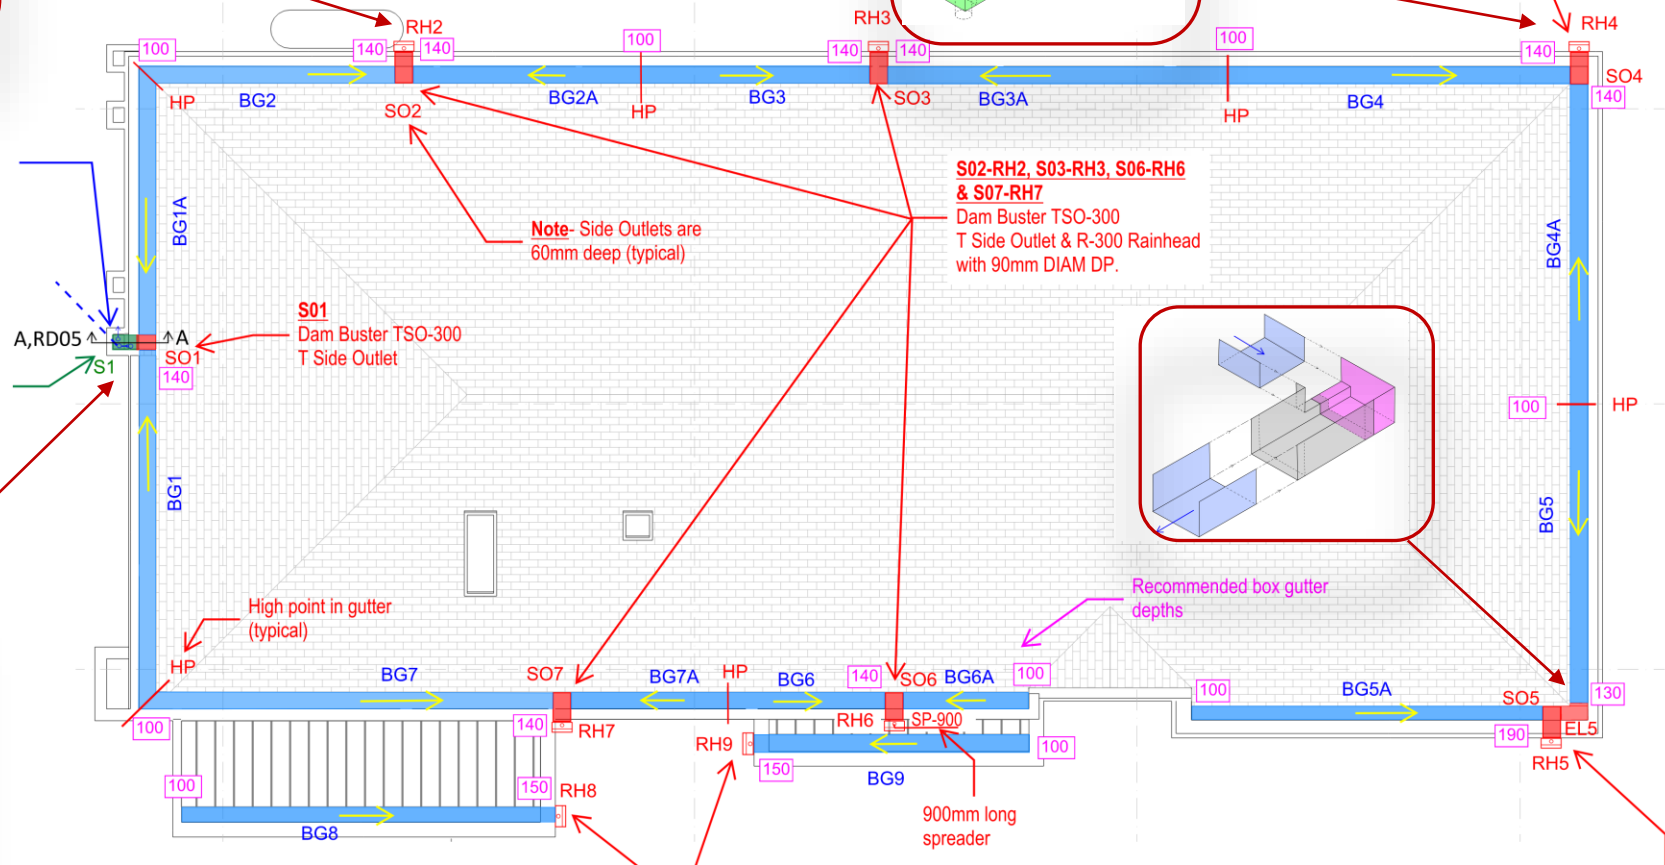 RH2
RH3
RH4
100
140
140
100
140
140
100
140
SO4
140
HP
BG2
SO2
BG2A
HP
BG3
SO3
BG3A
HP
BG4
BG1A
Note- Side Outlets are
60mm deep (typical)
S02-RH2, S03-RH3, S06-RH6
& S07-RH7
Dam Buster TSO-300
T Side Outlet & R-300 Rainhead
with 90mm DIAM DP.
BG4A
A,RD05
A
S1
SO1
140
S01
Dam Buster TSO-300
T Side Outlet
100
HP
BG1
BG5
High point in gutter
(typical)
Recommended box gutter
depths
HP
BG7
SO7
BG7A
HP
BG6
140
SO6
BG6A
100
100
BG5A
SO5
130
100
140
RH7
RH6
SP-900
EL5
190
RH5
RH9
150
BG9
100
100
150
RH8
BG8
900mm long
spreader